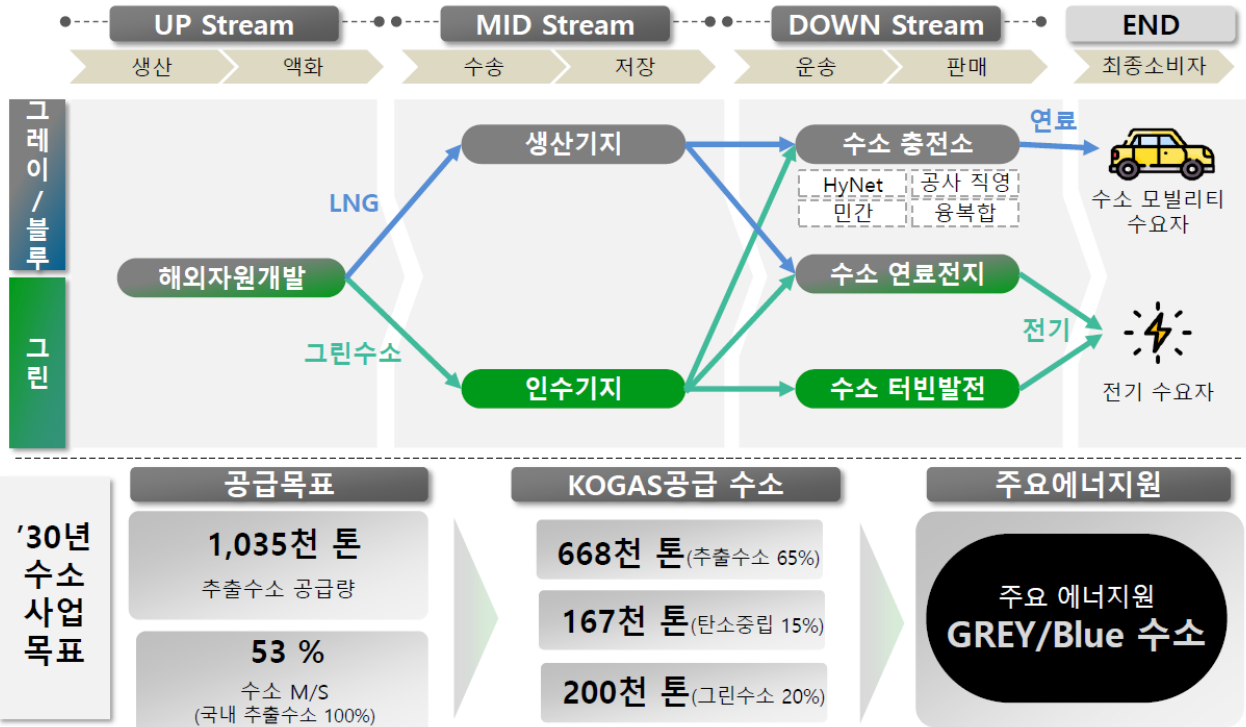 UP Stream
MID Stream
DOWN Stream
END
생산
액화
수송
저장
운송
판매
최종소비자
그레이/블루
그린
해외자원개발
LNG
그린수소
생산기지
인수기지
수소 충전소
HyNet
공사 직영
민간
융복합
수소 연료전지
수소 터빈발전
연료
전기
수소 모빌리티
수요자
전기 수요자
'30년
수소
사업
목표
공급목표
1,035천 톤
추출수소 공급량
53 %
수소 M/S
(국내 추출수소 100%)
KOGAS공급 수소
668천 톤(추출수소 65%)
167천 톤(탄소중립 15%)
200천 톤(그린수소 20%)
주요에너지원
주요 에너지원
GREY/Blue 수소